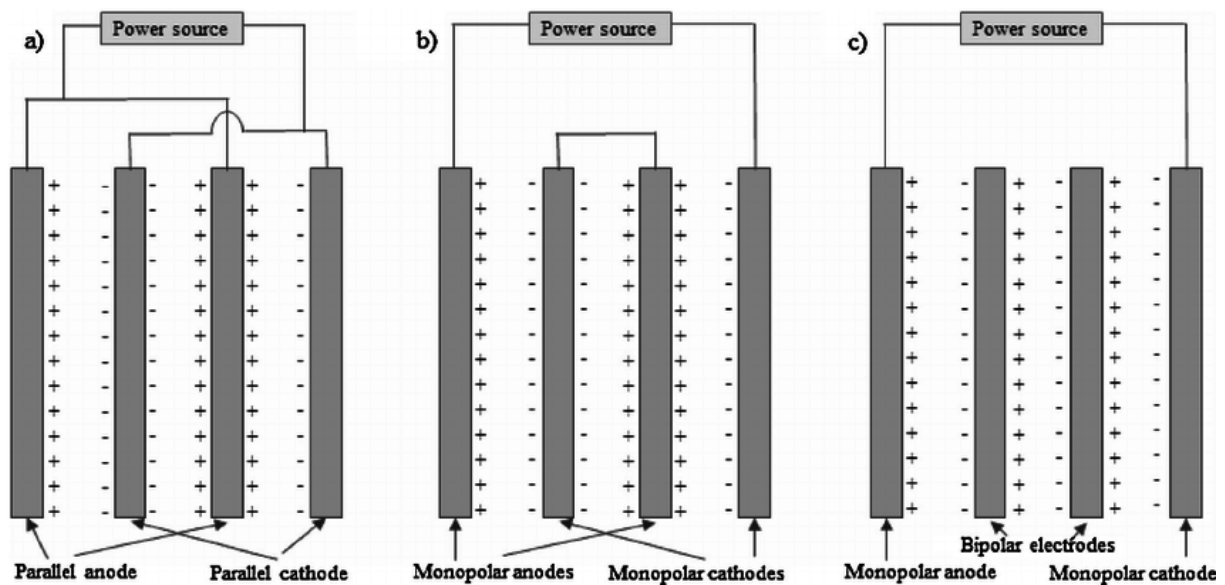 a)
Power source
Parallel anode
Parallel cathode
b)
Power source
Monopolar anodes
Monopolar cathodes
c)
Power source
Bipolar electrodes
Monopolar anode
Monopolar cathode